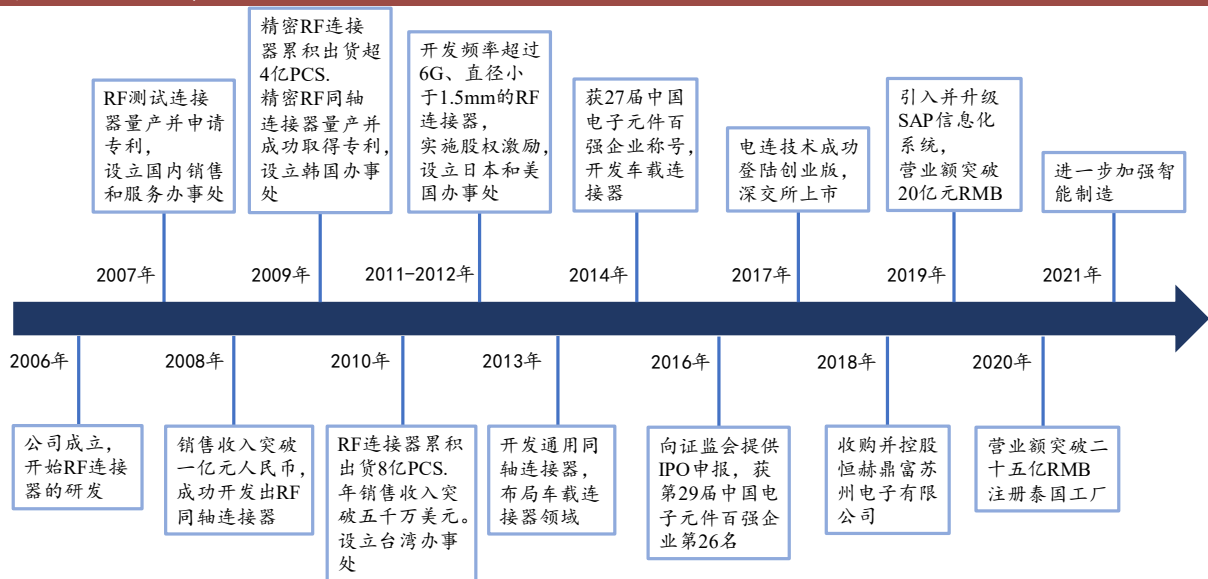 RF测试连接
器量产并申请
专利,
设立国内销售
和服务办事处
精密RF连接
器累积出货超
4亿PCS.
精密RF同轴
连接器量产并
成功取得专利,
设立韩国办事
处
开发频率超过
6G、直径小
于1.5mm的RF
连接器,
实施股权激励,
设立日本和美
国办事处
获27届中国
电子元件百
强企业称号,
开发车载连
接器
电连技术成功
登陆创业版,
深交所上市
引入并升级
SAP信息化
系统,
营业额突破
20亿元RMB
进一步加强智
能制造
2007年
2009年
2011-2012年
2014年
2017年
2019年
2021年
2006年
2008年
2010年
2013年
2016年
2018年
2020年
公司成立,
开始RF连接
器的研发
销售收入突破
一亿元人民币,
成功开发出RF
同轴连接器
RF连接器累积
出货8亿PCS.
年销售收入突
破五千万美元。
设立台湾办事
处
开发通用同
轴连接器,
布局车载连
接器领域
向证监会提供
IPO申报，获
第29届中国电
子元件百强企
业第26名
收购并控股
恒赫鼎富苏
州电子有限
公司
营业额突破二
十五亿RMB
注册泰国工厂